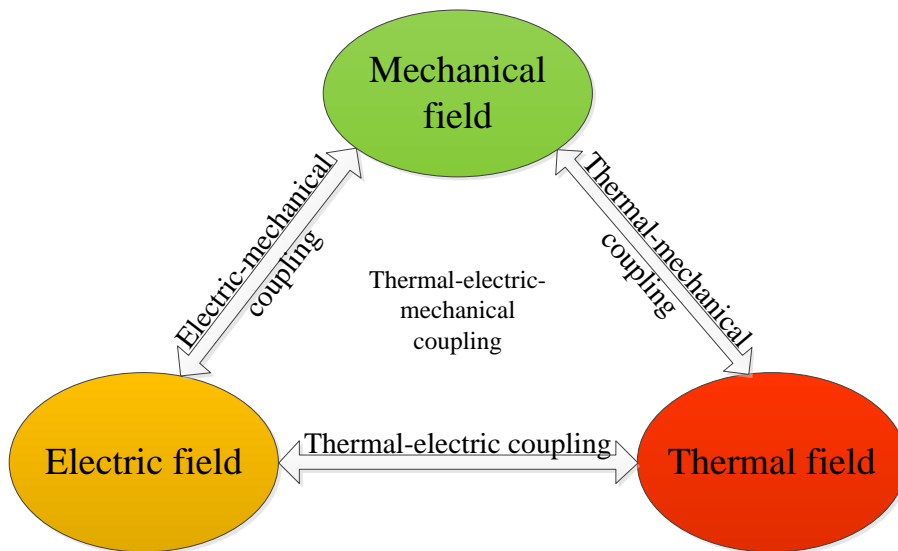 Mechanical
field
Electric-mechanical
coupling
Thermal-mechanical
coupling
Thermal-electric-
mechanical
coupling
Electric field
Thermal-electric coupling
Thermal field